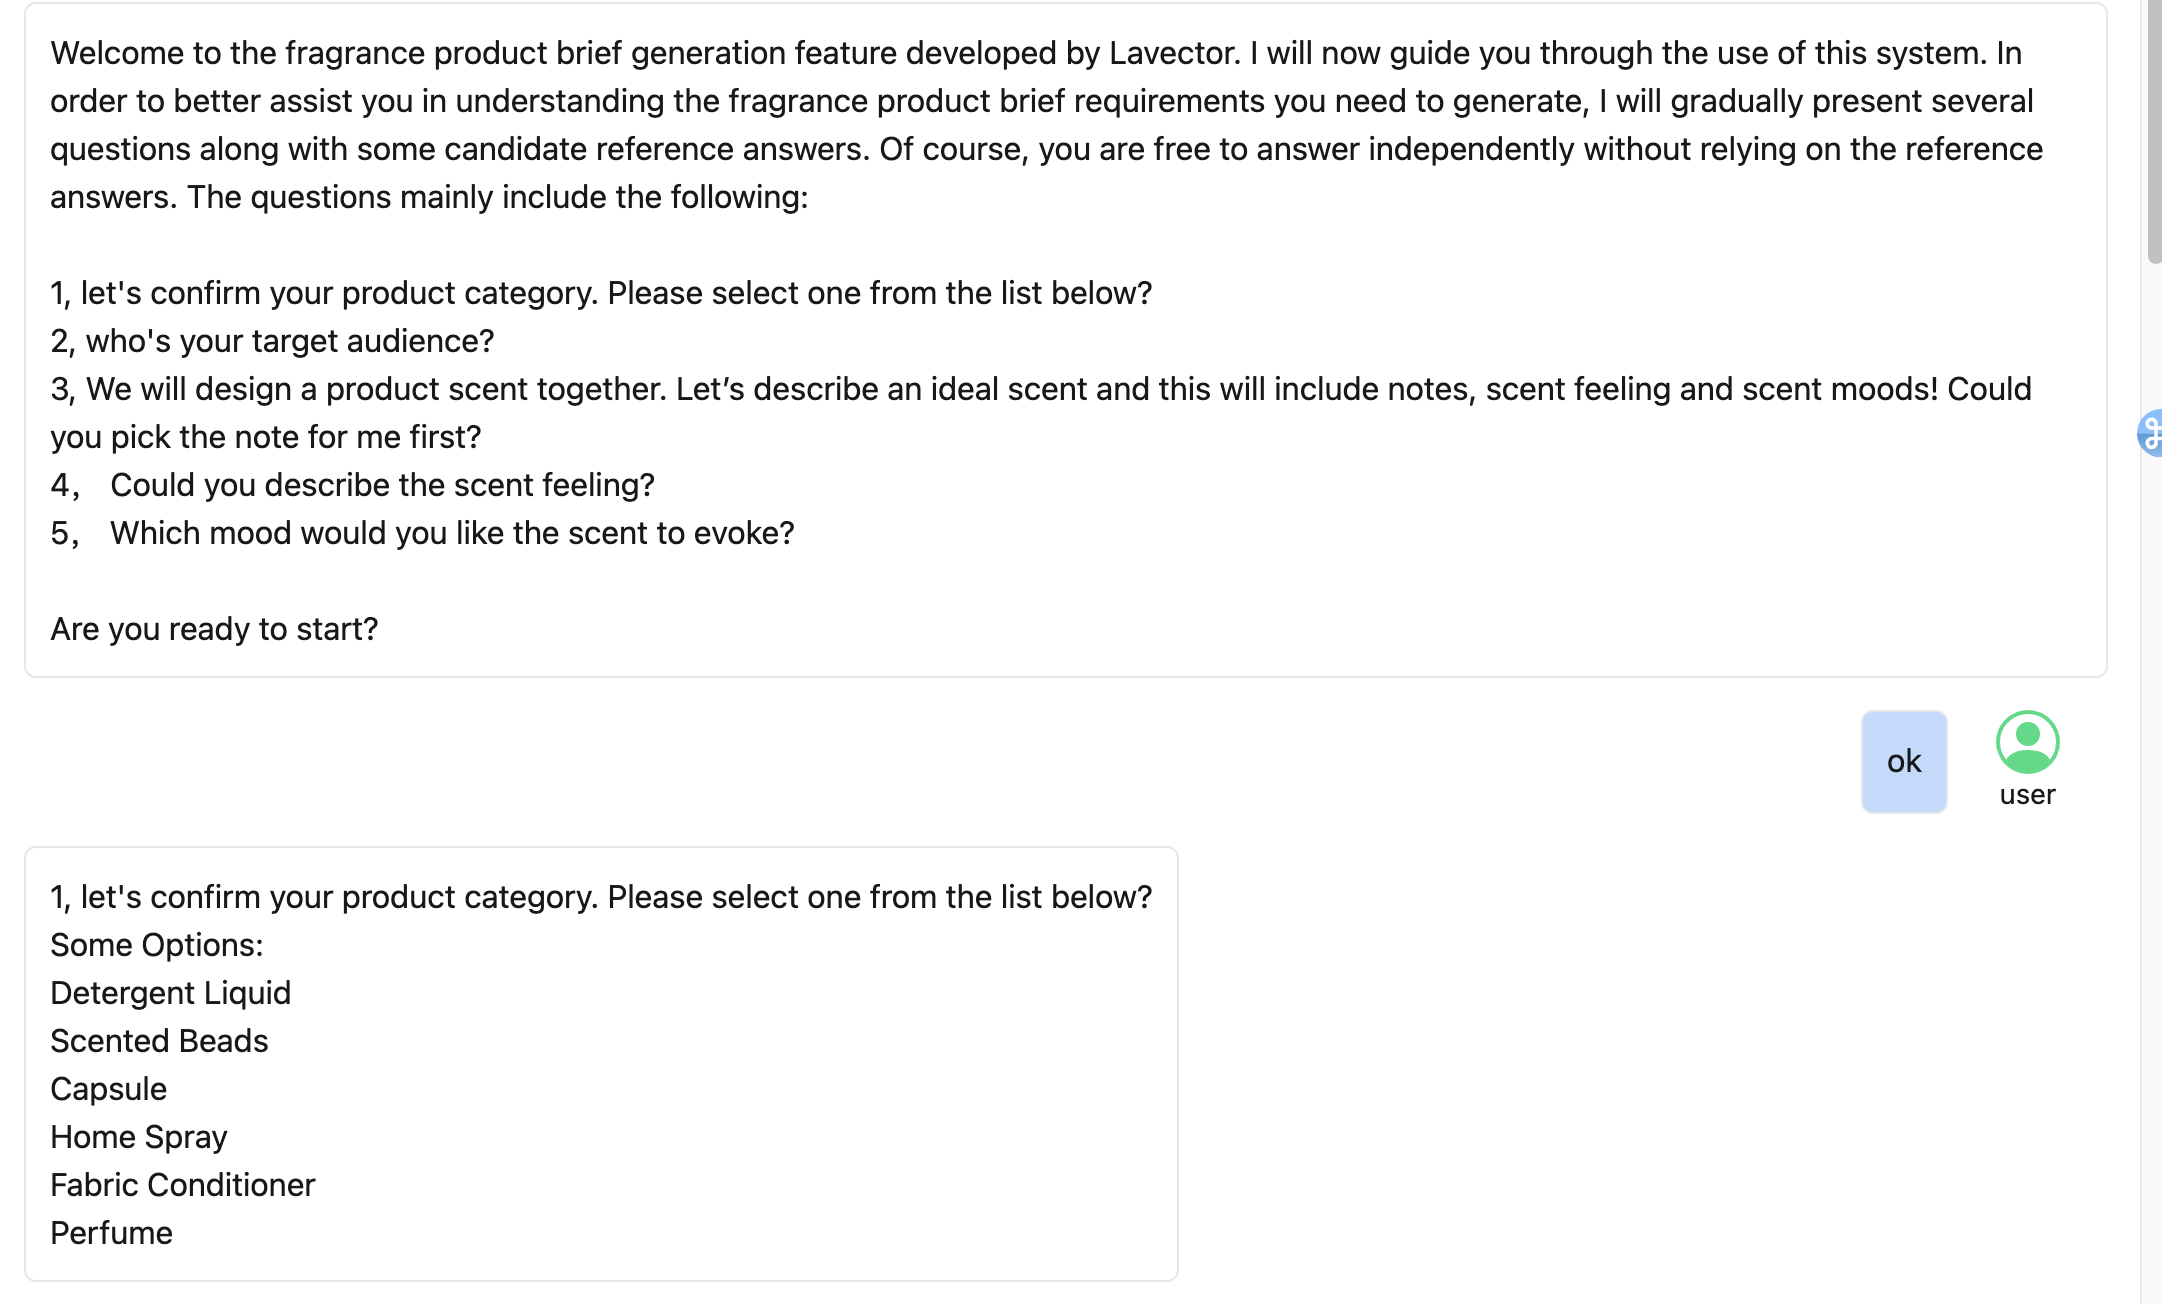 Welcome to the fragrance product brief generation feature developed by Lavector. I will now guide you through the use of this system. In
order to better assist you in understanding the fragrance product brief requirements you need to generate, I will gradually present several
questions along with some candidate reference answers. Of course, you are free to answer independently without relying on the reference
answers. The questions mainly include the following:
1, let's confirm your product category. Please select one from the list below?
2, who's your target audience?
3, We will design a product scent together. Let’s describe an ideal scent and this will include notes, scent feeling and scent moods! Could
you pick the note for me first?
4， Could you describe the scent feeling?
5， Which mood would you like the scent to evoke?
Are you ready to start?
ok
user
1, let's confirm your product category. Please select one from the list below?
Some Options:
Detergent Liquid
Scented Beads
Capsule
Home Spray
Fabric Conditioner
Perfume